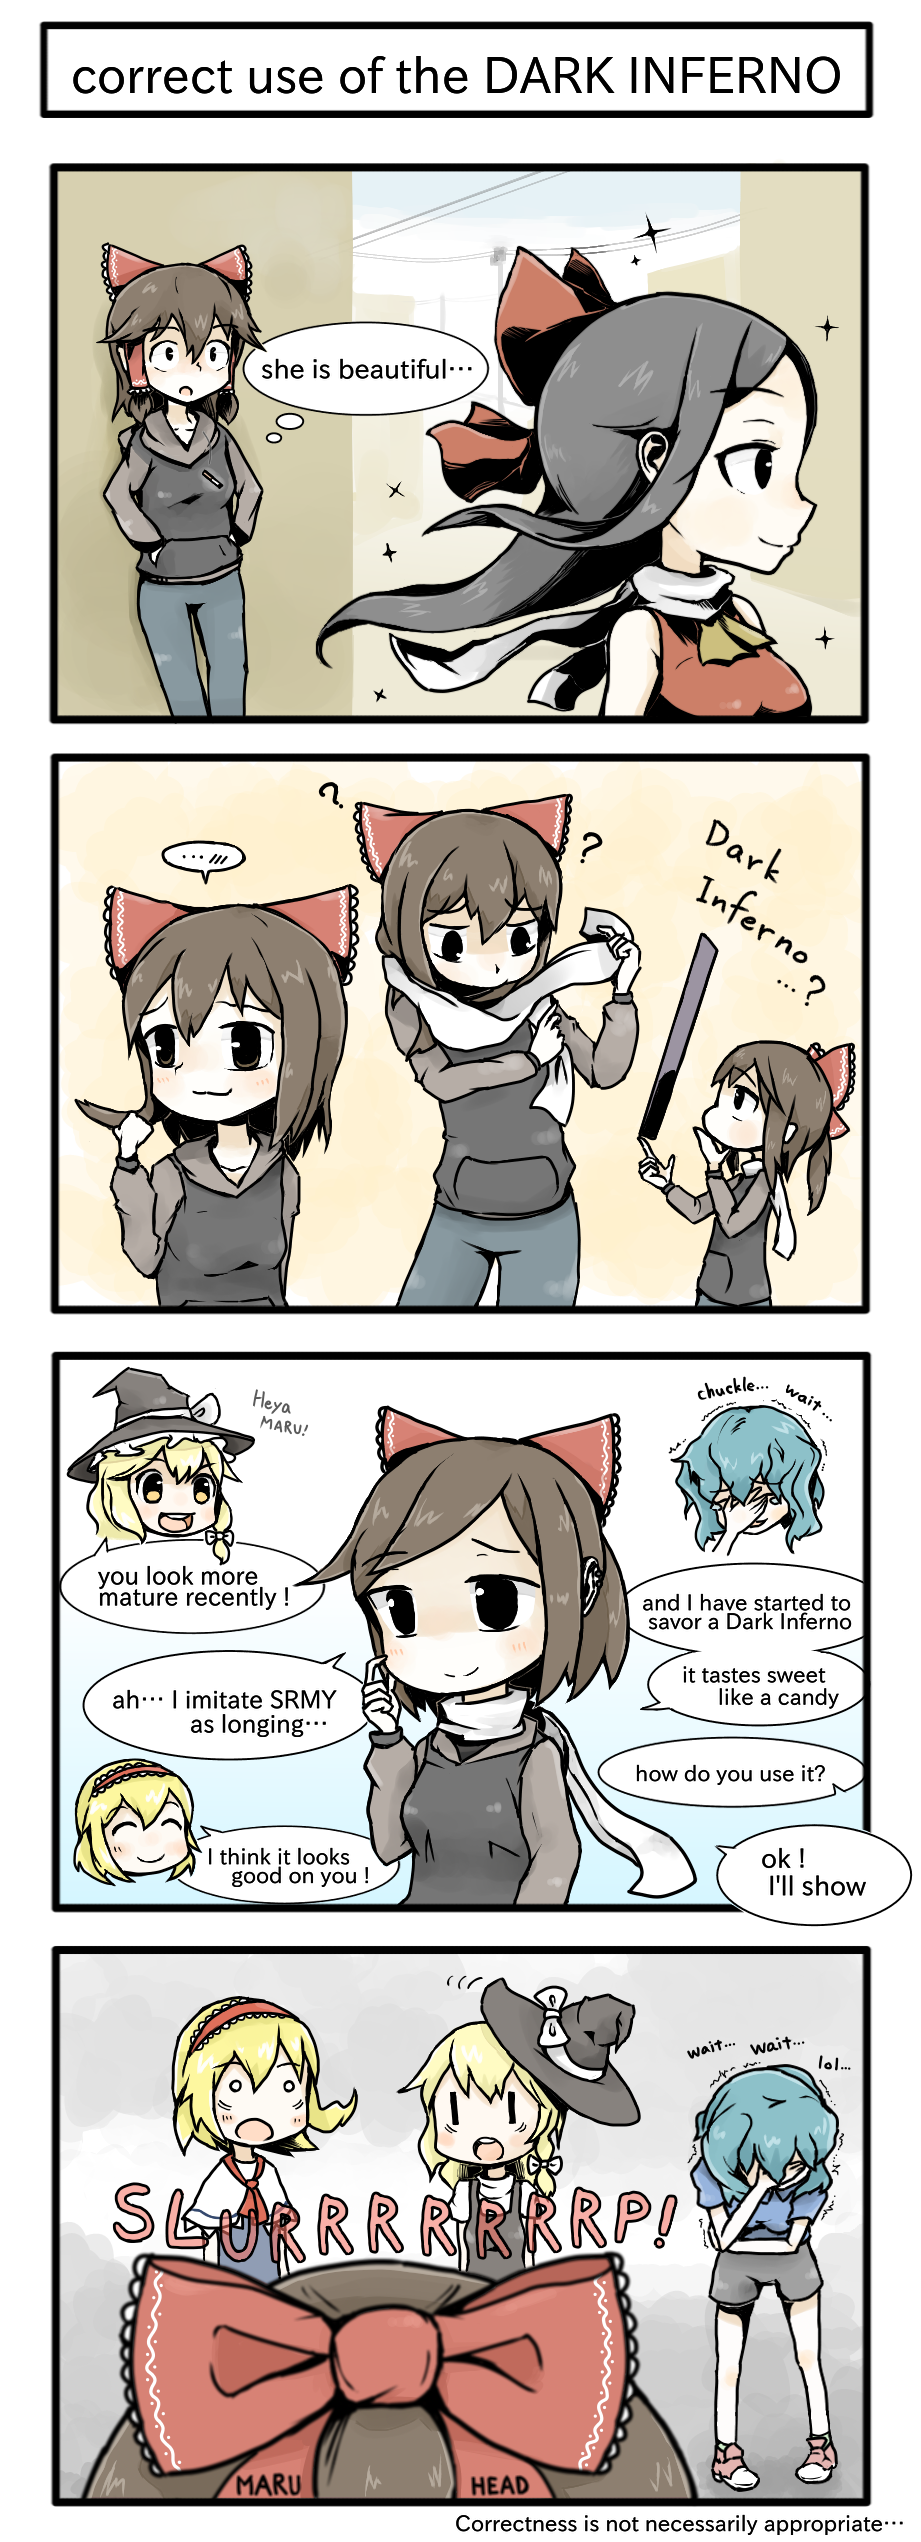 correct use of the DARK INFERNO
she is beautiful…
?
... ///
?
Dark
Inferno
...?
Heya
MARU!
chuckle...
wait...
you look more
mature recently !
and I have started to
savor a Dark Inferno
it tastes sweet
like a candy
ah… I imitate SRMY
as longing…
how do you use it?
I think it looks
good on you !
ok !
I'll show
wait...
wait...
lol...
SLURRRRRRRP!
MARU
HEAD
Correctness is not necessarily appropriate…